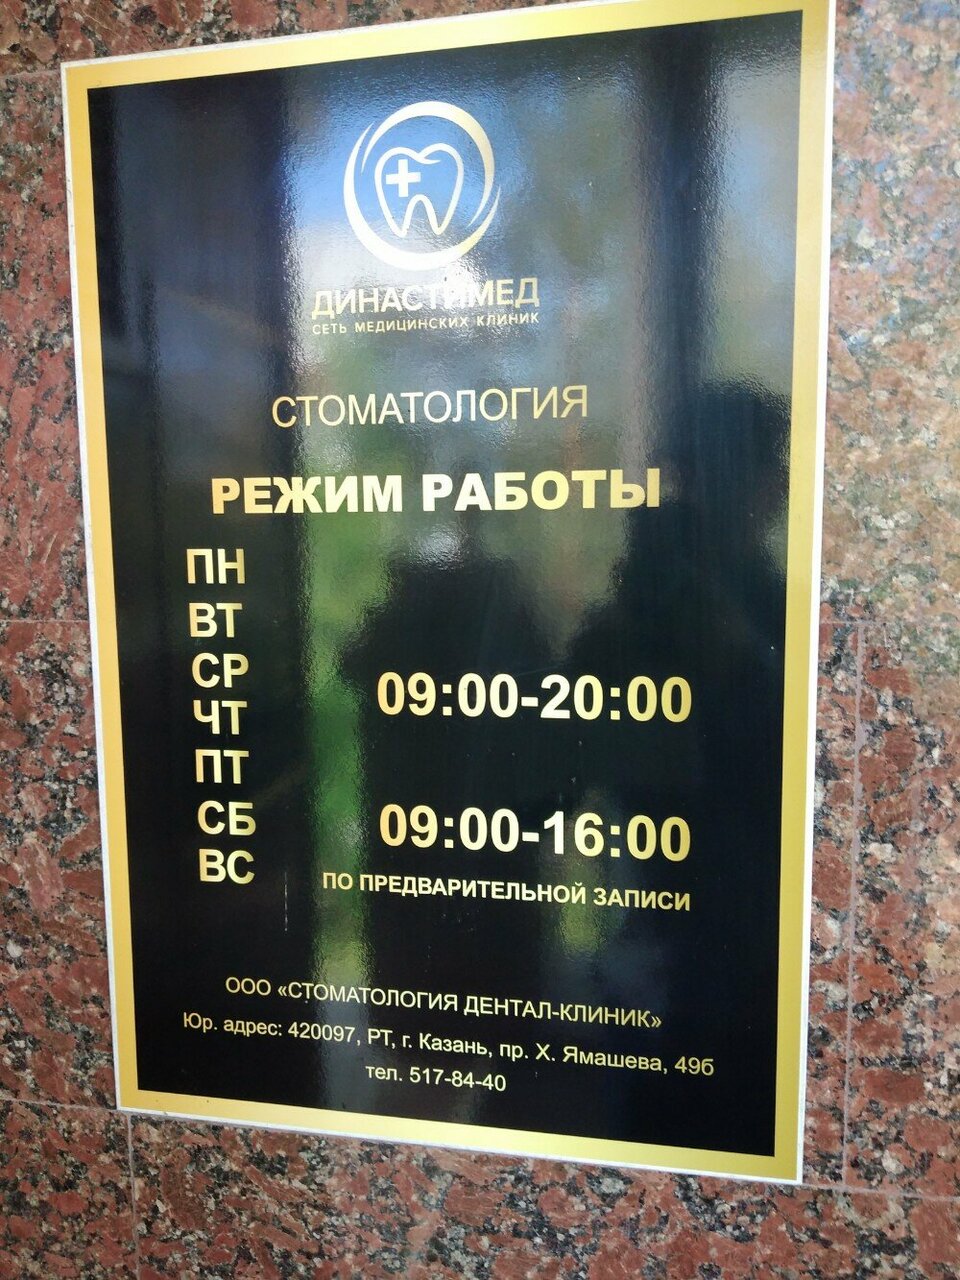 ДИНАСТИМЕД
СЕТЬ МЕДИЦИНСКИХ КЛИНИК
СТОМАТОЛОГИЯ
РЕЖИМ РАБОТЫ
ПН
ВТ
СР
ЧТ
ПТ
09:00-20:00
СБ
09:00-16:00
ВС
ПО ПРЕДВАРИТЕЛЬНОЙ ЗАПИСИ
ООО «СТОМАТОЛОГИЯ ДЕНТАЛ-КЛИНИК»
Юр. адрес: 420097, РТ, г. Казань, пр. Х. Ямашева, 49б
тел. 517-84-40